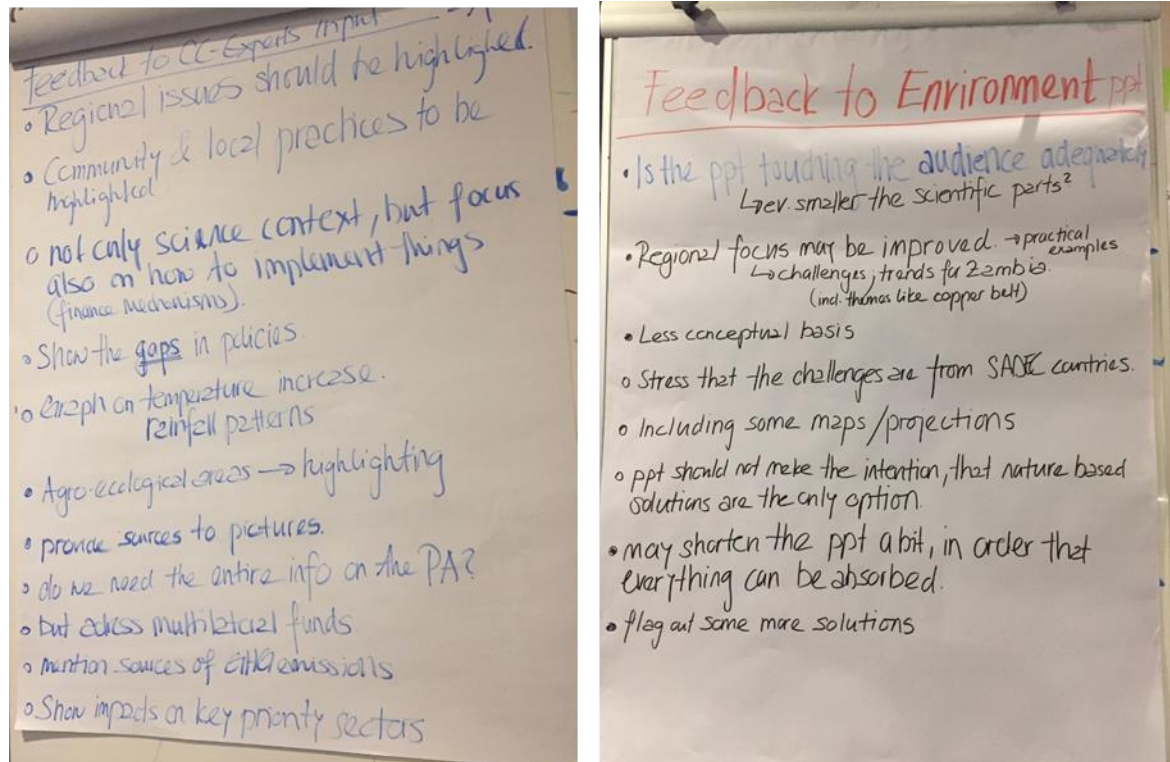 Feedback to CC-Experts Input
• Regional issues should be highlighed.
• Community & local practices to be
highlighted
o not only science context, but focus
also on how to implement things
(finance mechanisms).
o Show the gaps in policies.
o Graph on temperature increase.
rainfall patterns
• Agro-ecological areas → highlighting
• provide sources to pictures.
o do we need the entire info on the PA?
o but adress multilateral funds
o mention sources of GHG emissions
o Show impacts on key priority sectors
Feedback to Environment ppt
• Is the ppt touching the audience adequately
↳ ev. smaller the scientific parts²
• Regional focus may be improved. → practical
examples
↳ challenges, trends for Zambia.
(incl. themes like copper belt)
• Less conceptual basis
o Stress that the challenges are from SADEC countries.
o Including some maps/projections
o ppt should not make the intention, that nature based
solutions are the only option.
• may shorten the ppt a bit, in order that
everything can be absorbed.
• flag out some more solutions